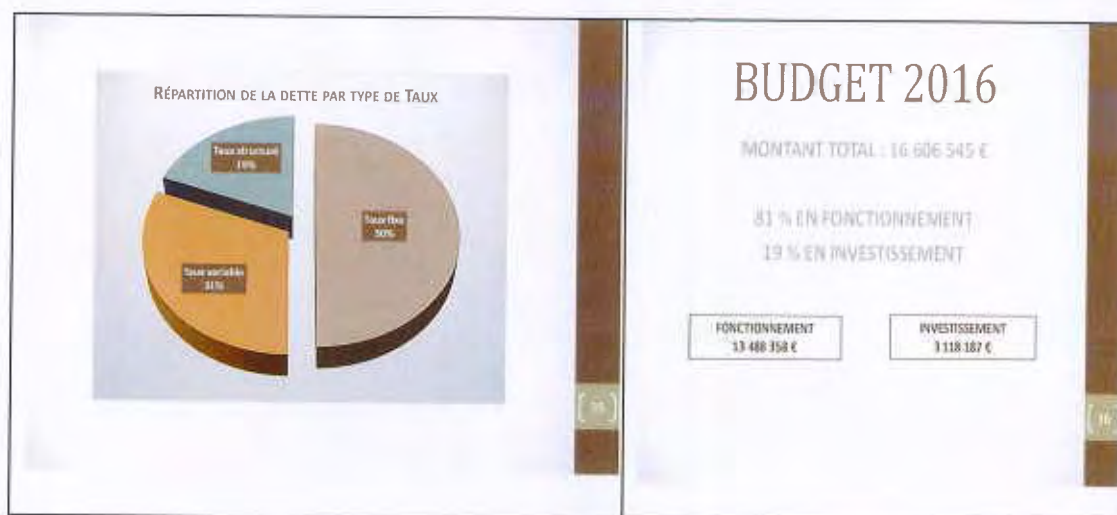 RÉPARTITION DE LA DETTE PAR TYPE DE TAUX
Taux structuré
19%
Taux fixe
50%
Taux variable
31%
BUDGET 2016
MONTANT TOTAL : 16 606 545 €
81 % EN FONCTIONNEMENT
19 % EN INVESTISSEMENT
FONCTIONNEMENT
13 488 358 €
INVESTISSEMENT
3 118 187 €
16